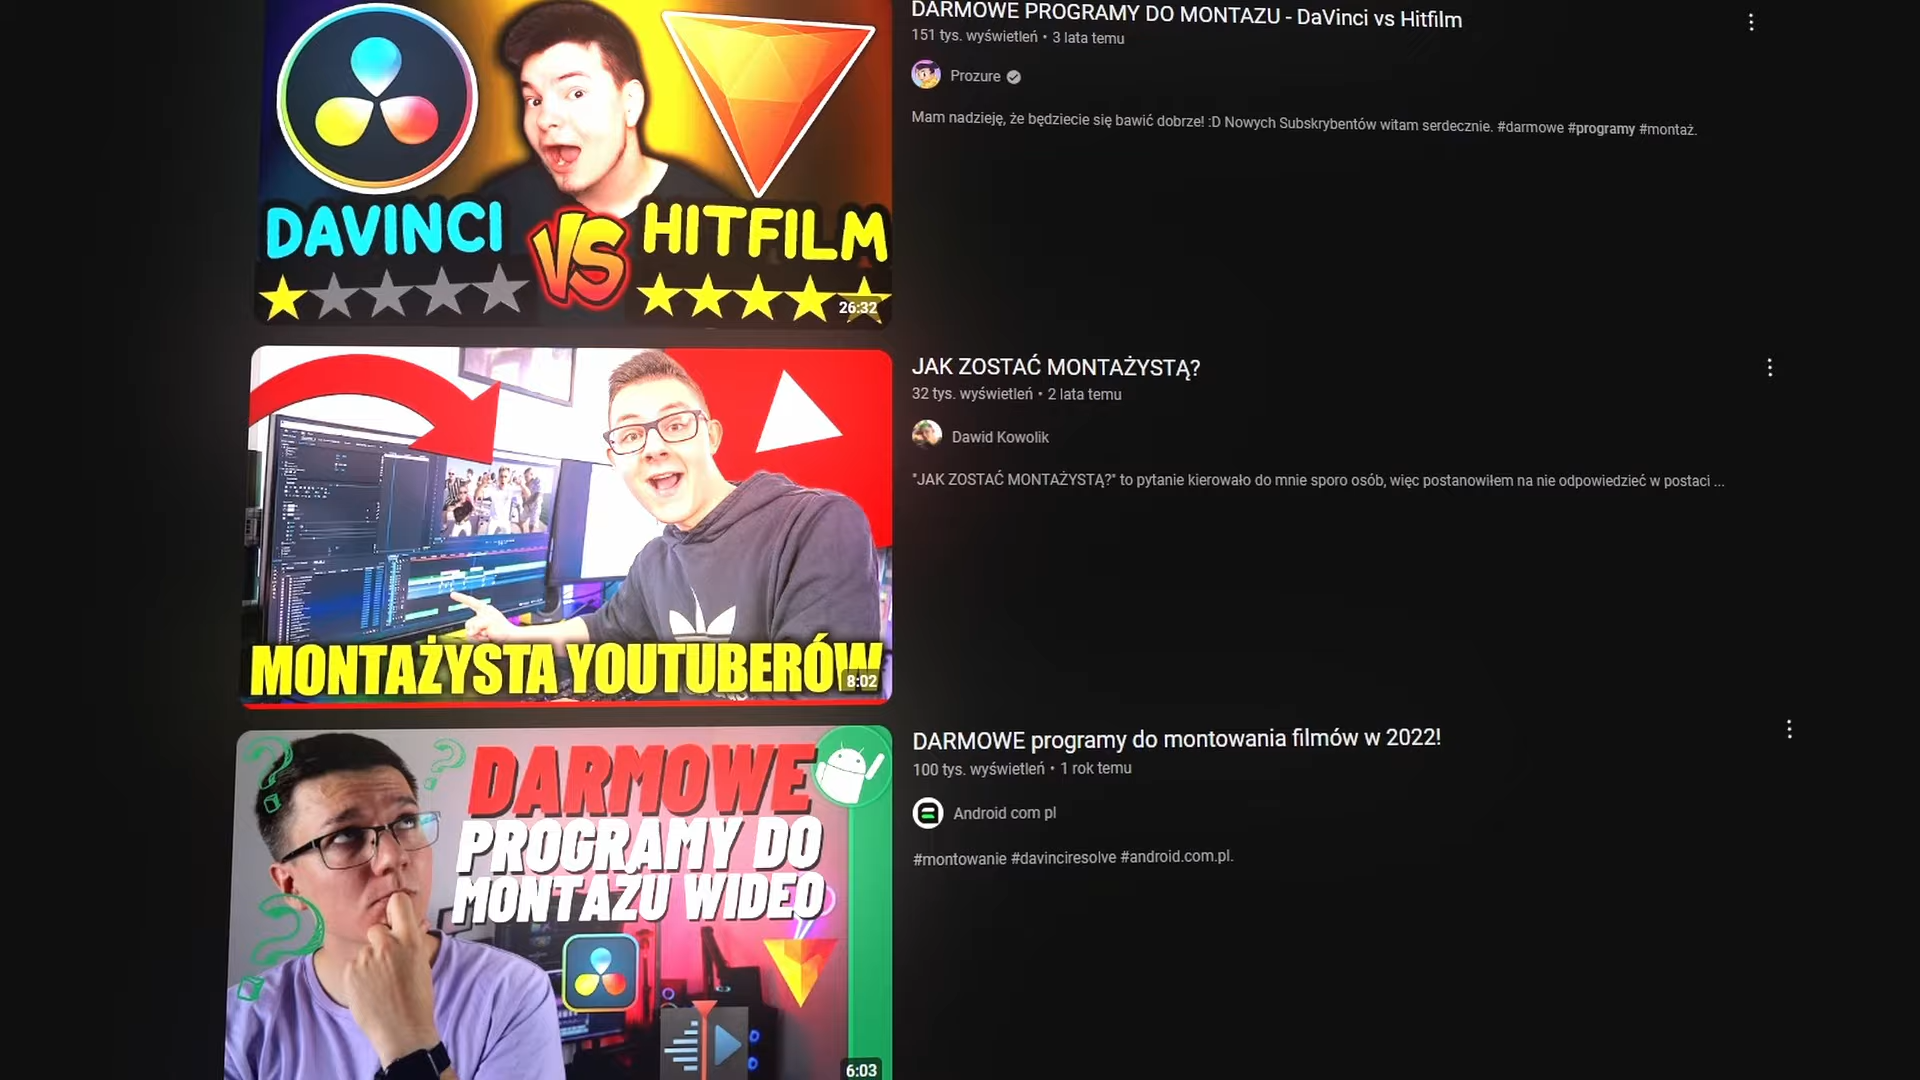 DARMOWE PROGRAMY DO MONTAZU - DaVinci vs Hitfilm
151 tys. wyświetleń • 3 lata temu
Prozure
Mam nadzieję, że będziecie się bawić dobrze! :D Nowych Subskrybentów witam serdecznie. #darmowe #programy #montaż.
DAVINCI VS HITFILM
26:32
JAK ZOSTAĆ MONTAŻYSTĄ?
32 tys. wyświetleń • 2 lata temu
Dawid Kowolik
"JAK ZOSTAĆ MONTAŻYSTĄ?" to pytanie kierowało do mnie sporo osób, więc postanowiłem na nie odpowiedzieć w postaci ...
MONTAŻYSTA YOUTUBERÓW
8:02
DARMOWE programy do montowania filmów w 2022!
100 tys. wyświetleń • 1 rok temu
Android com pl
#montowanie #davinciresolve #android.com.pl.
DARMOWE
PROGRAMY DO
MONTAŻU WIDEO
6:03